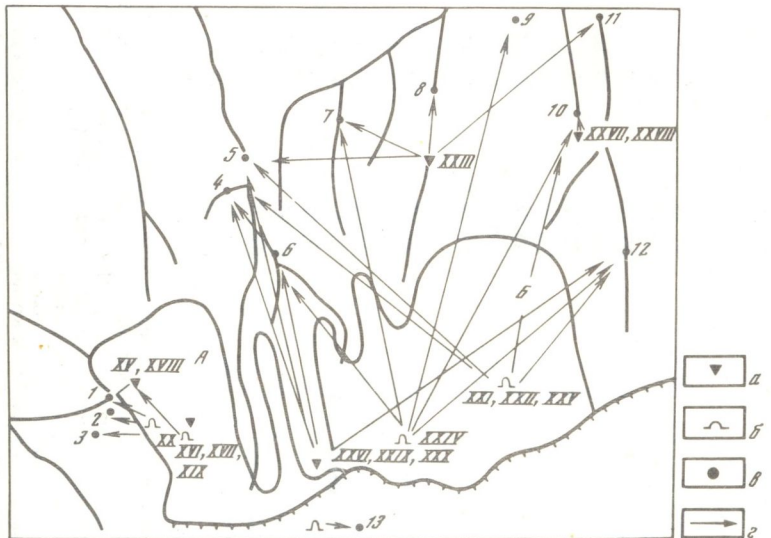 9
11
8
7
10
XXVII, XXVIII
5
XXIII
4
6
12
Б
А
XV, XVIII
1
XXI, XXII, XXV
2
XX
XXIV
3
XVI, XVII,
XIX
XXVI, XXIX, XXX
13
а
б
в
г